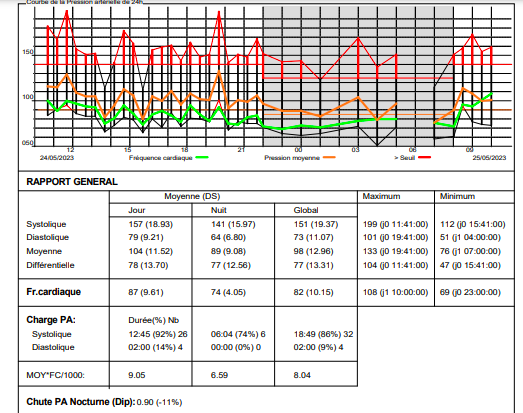 Courbe de la Pression artérielle de 24h
150
100
050
12 15 18 21 00 03 06 09
24/05/2023 Fréquence cardiaque Pression moyenne > Seuil 25/05/2023
RAPPORT GENERAL
Moyenne (DS) Maximum Minimum
Jour Nuit Global
Systolique 157 (18.93) 141 (15.97) 151 (19.37) 199 (j0 11:41:00) 112 (j0 15:41:00)
Diastolique 79 (9.21) 64 (6.80) 73 (11.07) 101 (j0 19:41:00) 51 (j1 04:00:00)
Moyenne 104 (11.52) 89 (9.08) 98 (12.96) 133 (j0 19:41:00) 76 (j1 07:00:00)
Différentielle 78 (13.70) 77 (12.56) 77 (13.31) 104 (j0 11:41:00) 47 (j0 15:41:00)
Fr.cardiaque 87 (9.61) 74 (4.05) 82 (10.15) 108 (j1 10:00:00) 69 (j0 23:00:00)
Charge PA: Durée(%) Nb
Systolique 12:45 (92%) 26 06:04 (74%) 6 18:49 (86%) 32
Diastolique 02:00 (14%) 4 00:00 (0%) 0 02:00 (9%) 4
MOY*FC/1000: 9.05 6.59 8.04
Chute PA Nocturne (Dip): 0.90 (-11%)